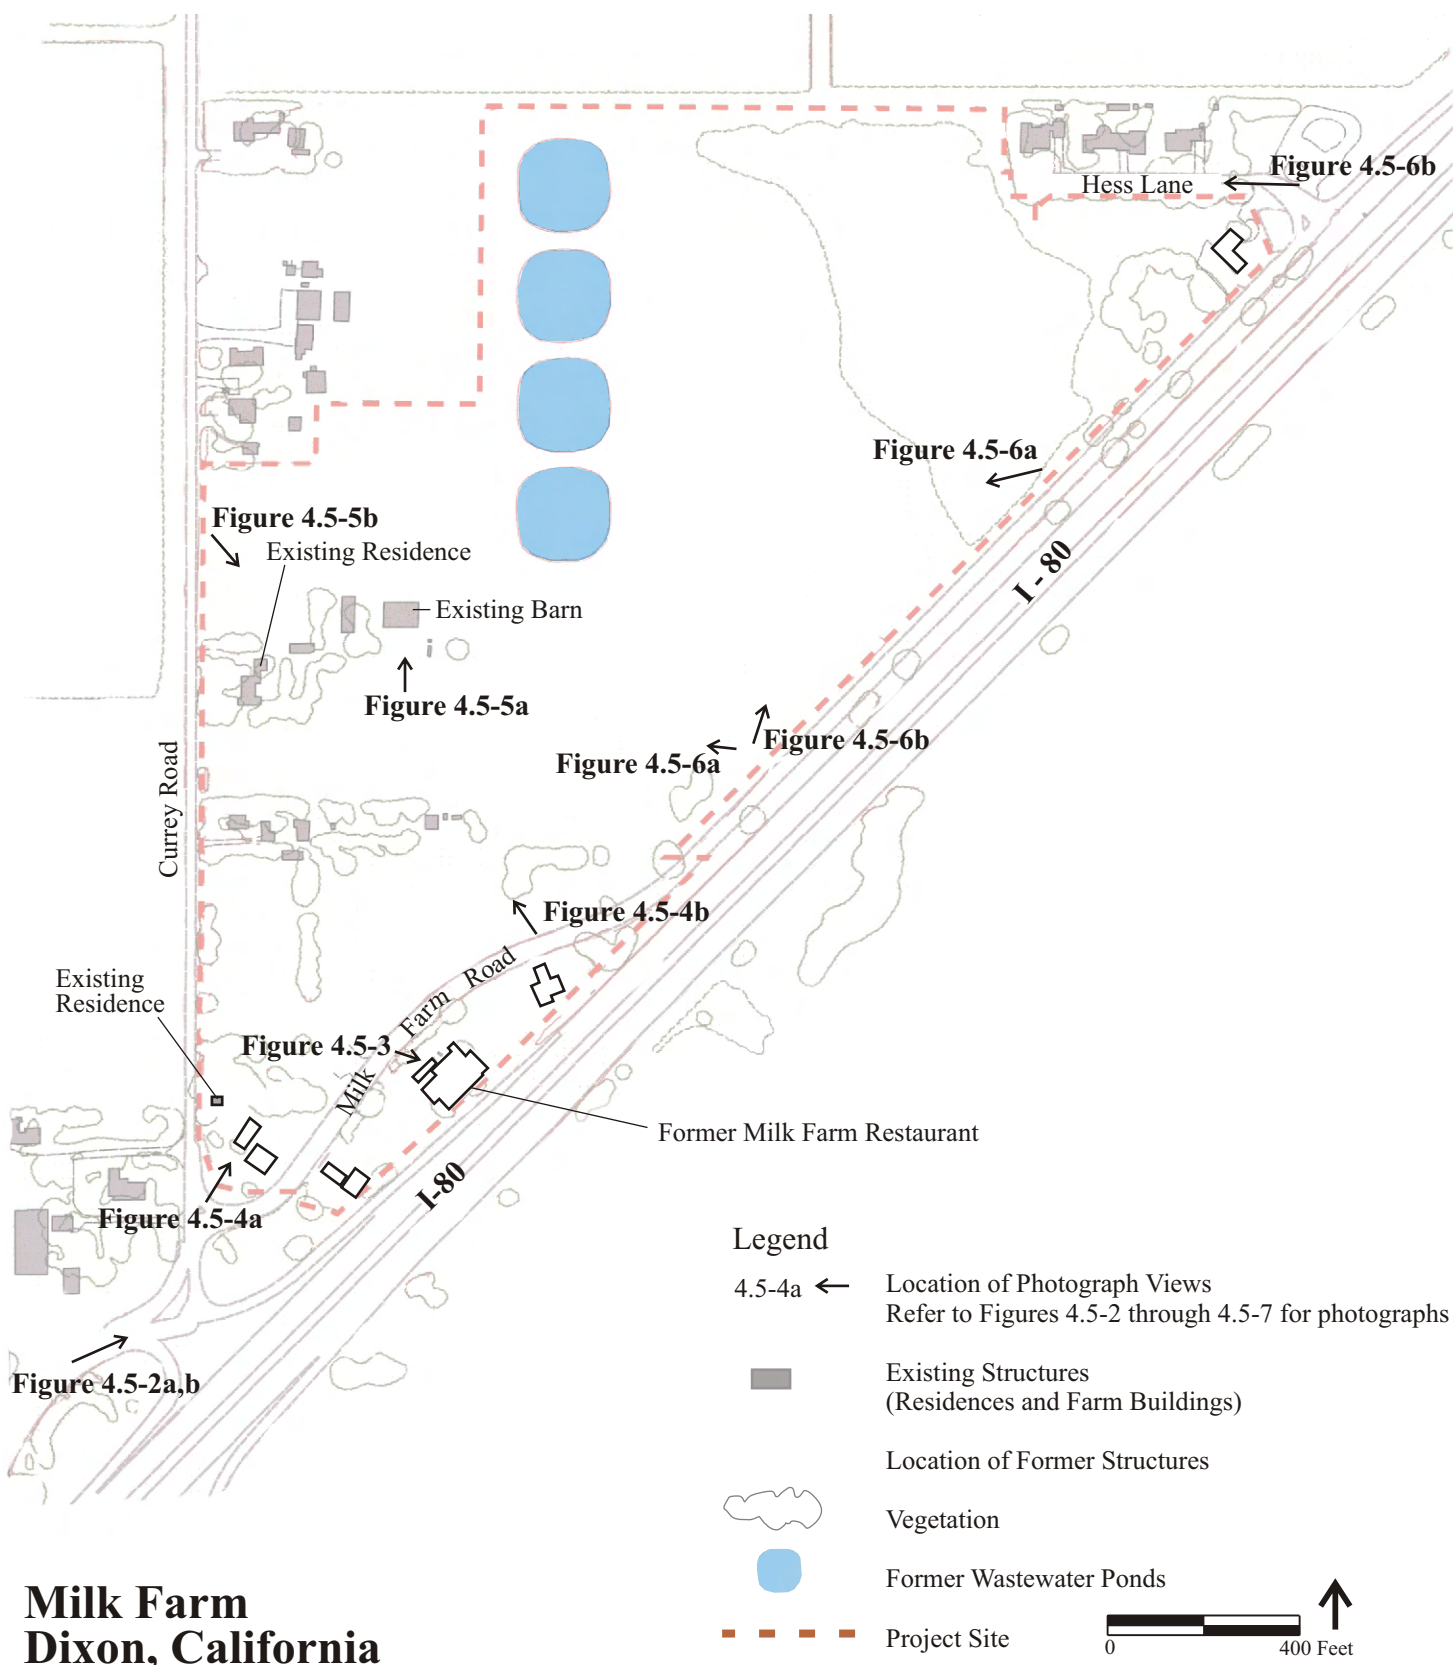 Figure 4.5-6b
Hess Lane
Figure 4.5-6a
Figure 4.5-5b
Existing Residence
I - 80
Existing Barn
Figure 4.5-5a
Figure 4.5-6b
Figure 4.5-6a
Currey Road
Figure 4.5-4b
Existing
Residence
Milk Farm Road
Figure 4.5-3
Former Milk Farm Restaurant
I-80
Figure 4.5-4a
Figure 4.5-2a,b
Legend
4.5-4a
Location of Photograph Views
Refer to Figures 4.5-2 through 4.5-7 for photographs
Existing Structures
(Residences and Farm Buildings)
Location of Former Structures
Vegetation
Former Wastewater Ponds
Project Site
0 400 Feet
Milk Farm
Dixon, California